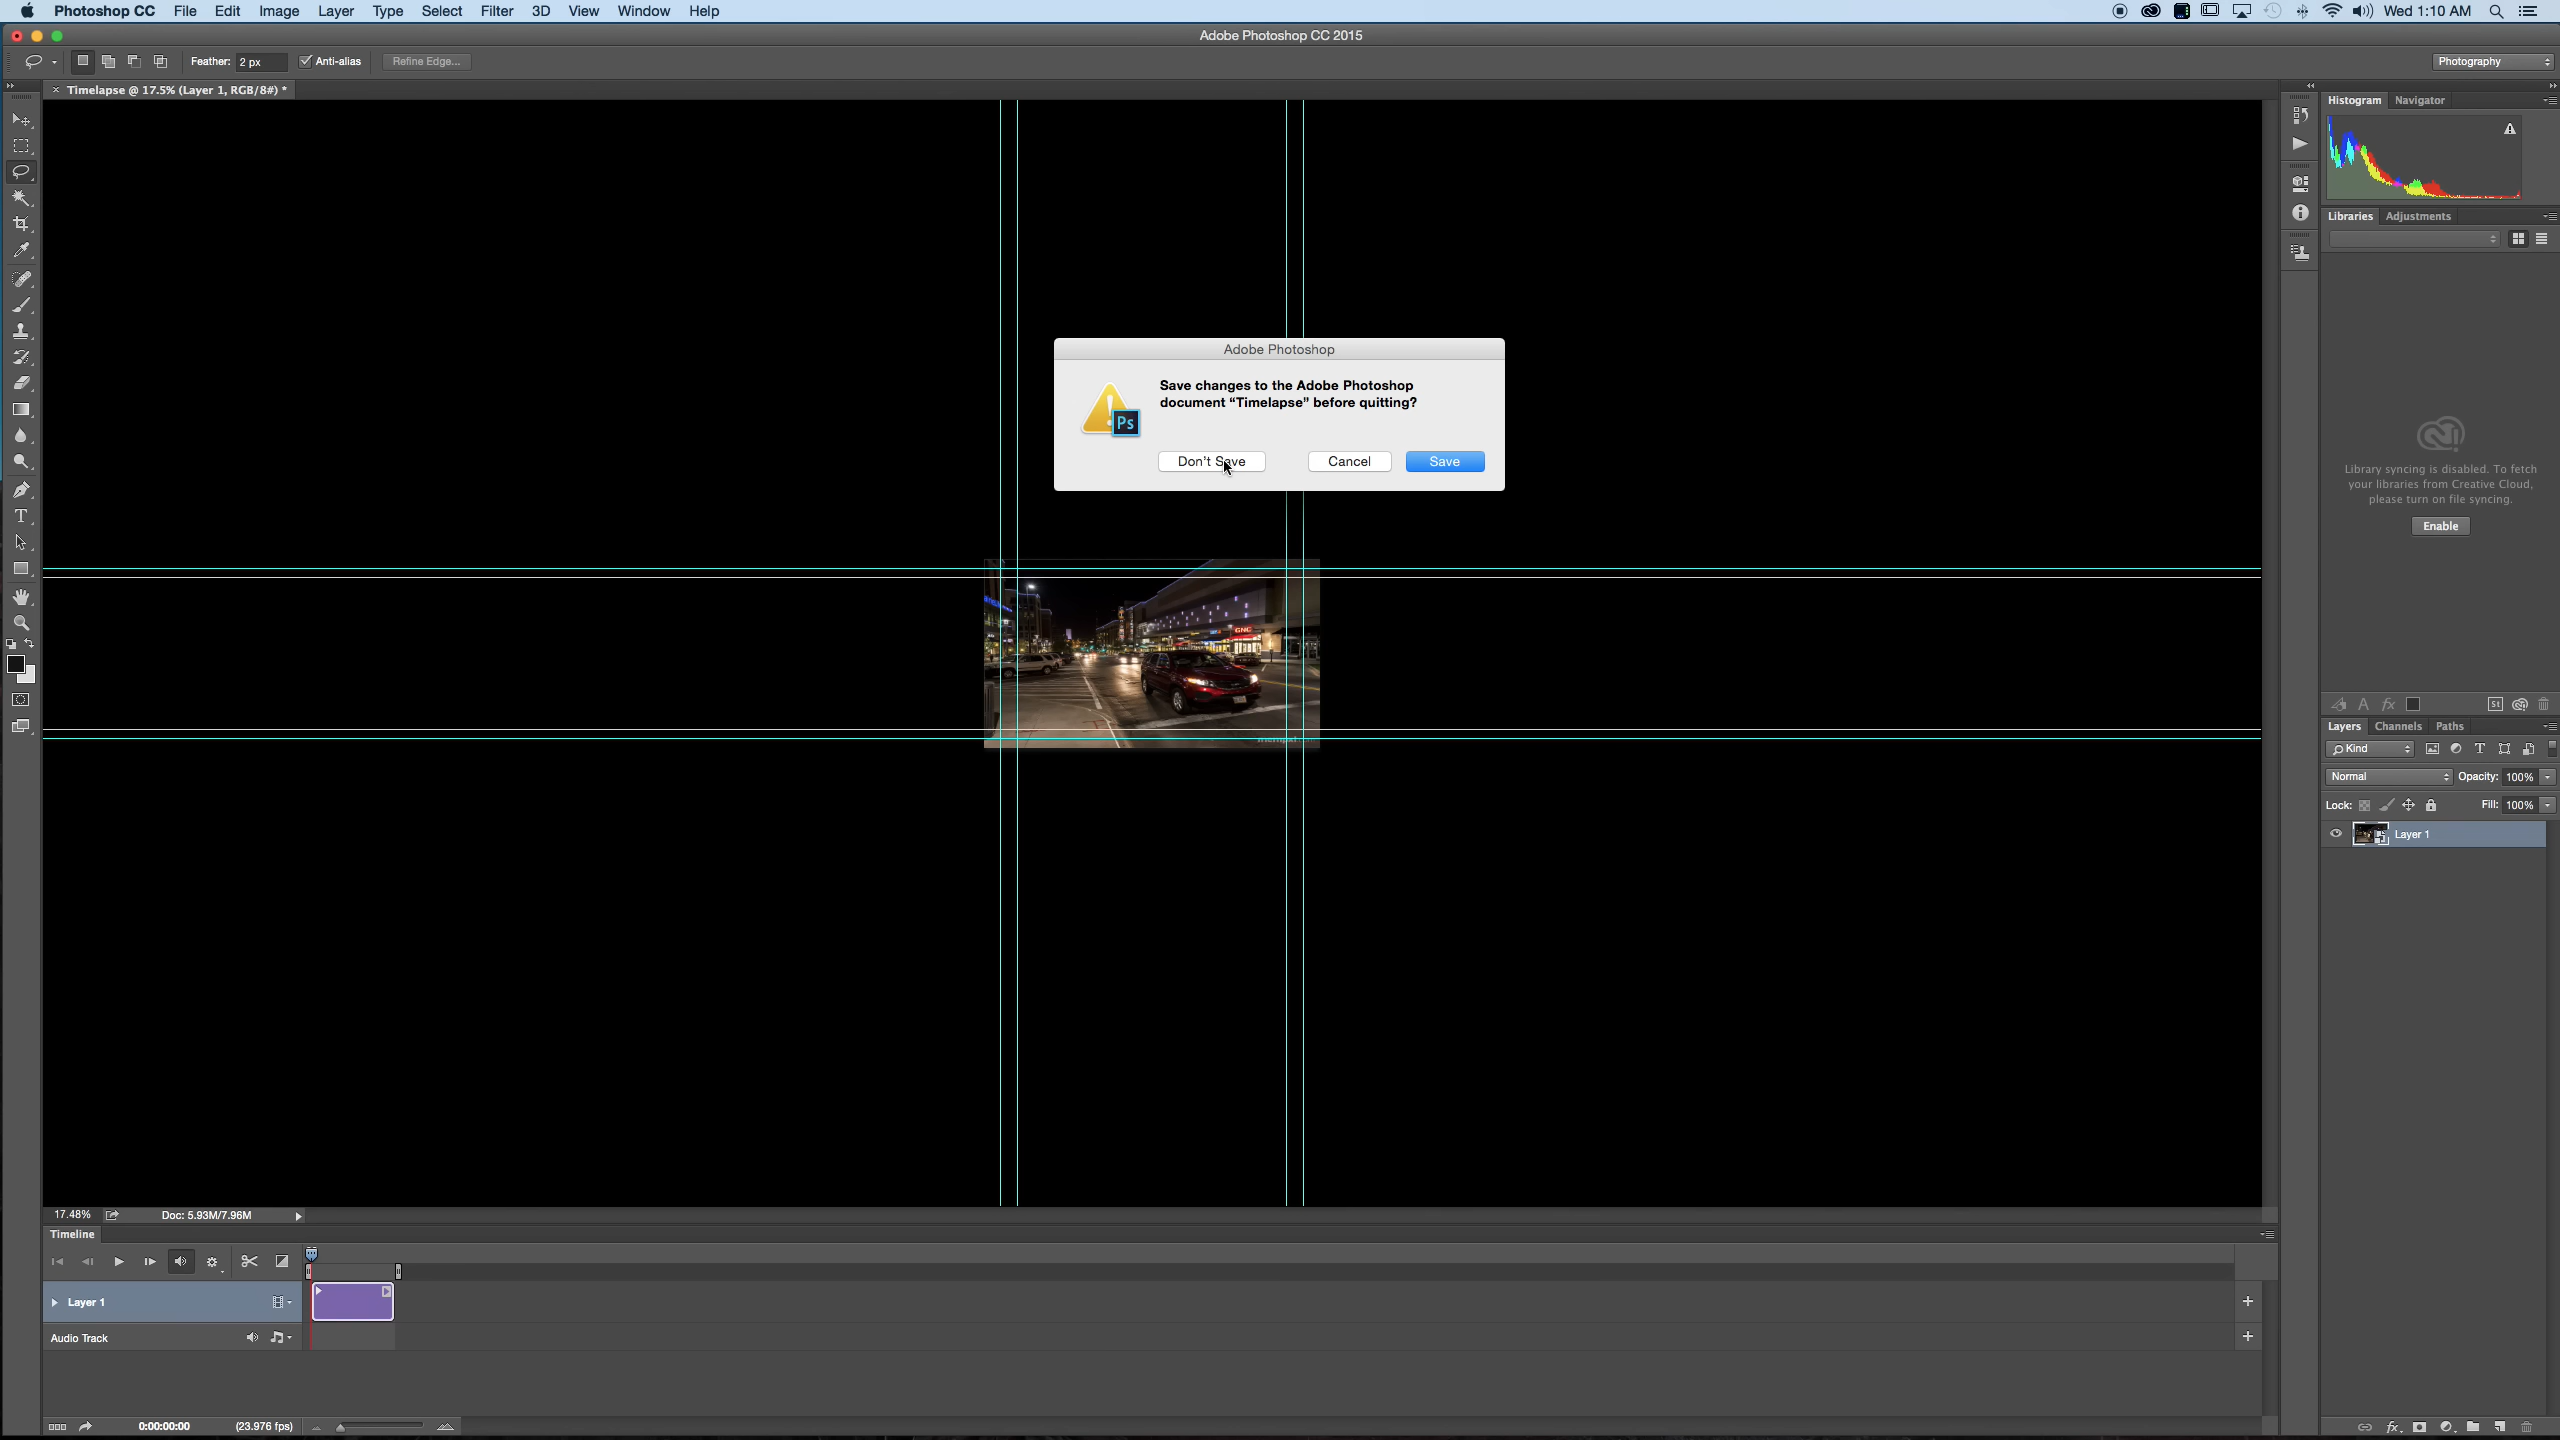 Photoshop CC File Edit Image Layer Type Select Filter 3D View Window Help
Wed 1:10 AM
Adobe Photoshop CC 2015
Feather: 2 px Anti-alias Refine Edge...
Photography
Timelapse @ 17.5% (Layer 1, RGB/8#) *
Histogram Navigator
Libraries Adjustments
Adobe Photoshop
Save changes to the Adobe Photoshop
document “Timelapse” before quitting?
Ps
Don't Save Cancel Save
Library syncing is disabled. To fetch
your libraries from Creative Cloud,
please turn on file syncing.
Enable
GNC
St
Layers Channels Paths
Kind
Normal Opacity: 100%
Lock: Fill: 100%
Layer 1
17.48% Doc: 5.93M/7.96M
Timeline
Layer 1
Audio Track
0:00:00:00 (23.976 fps)